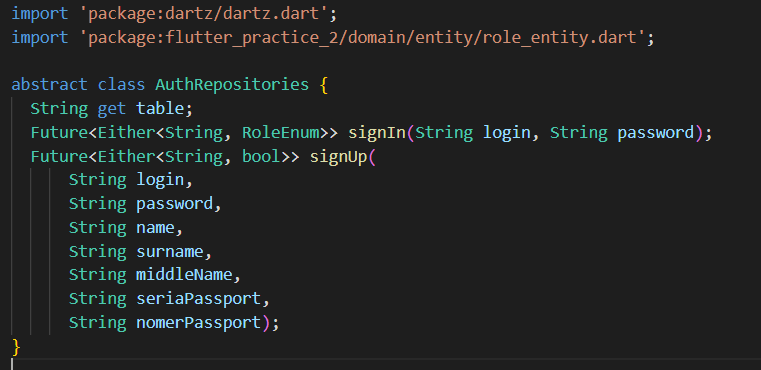 import 'package:dartz/dartz.dart';
import 'package:flutter_practice_2/domain/entity/role_entity.dart';
abstract class AuthRepositories {
String get table;
Future<Either<String, RoleEnum>> signIn(String login, String password);
Future<Either<String, bool>> signUp(
String login,
String password,
String name,
String surname,
String middleName,
String seriaPassport,
String nomerPassport);
}